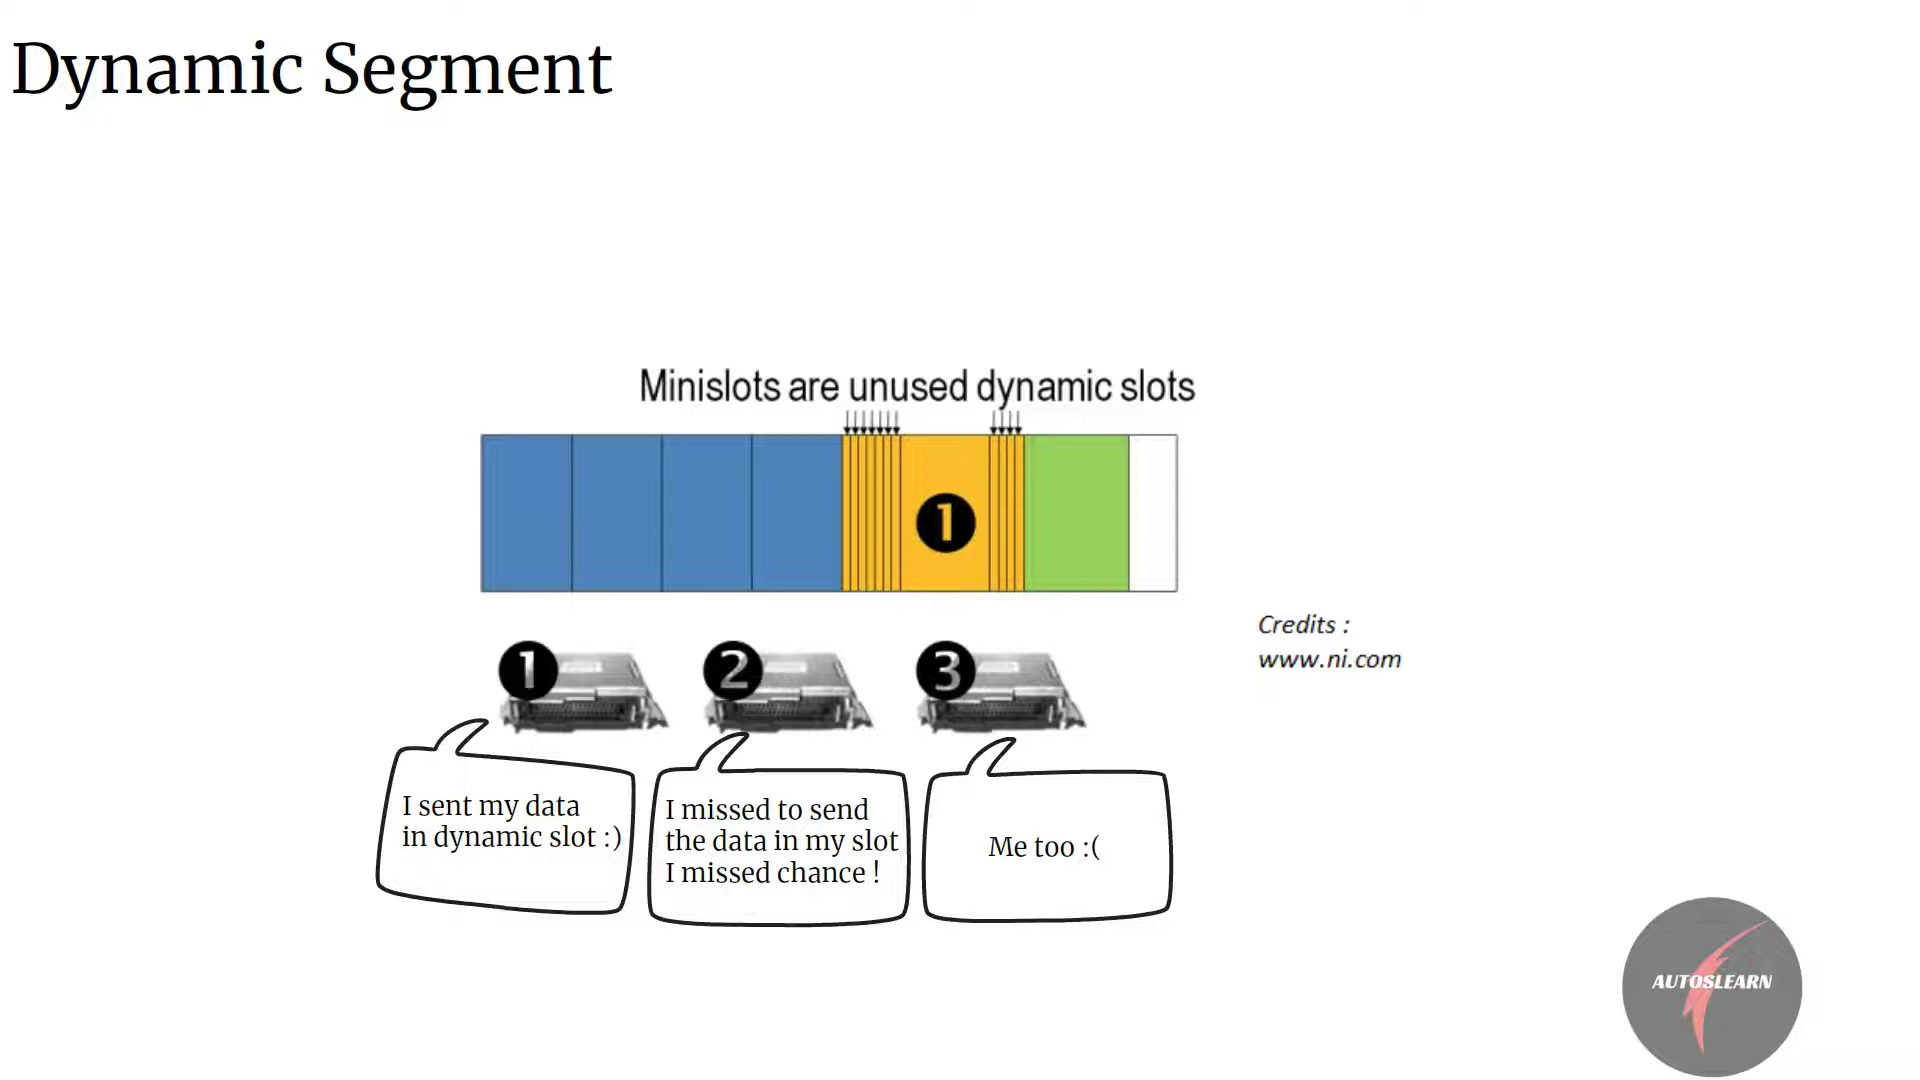 Dynamic Segment
Minislots are unused dynamic slots
1
Credits :
www.ni.com
1
2
3
I sent my data
in dynamic slot :)
I missed to send
the data in my slot
I missed chance !
Me too :(
AUTOSLEARN